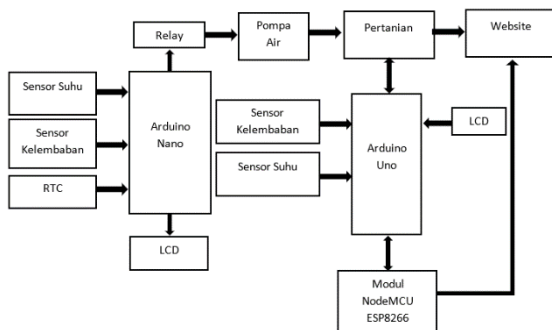 Relay
Pompa
Air
Pertanian
Website
Sensor Suhu
Sensor
Kelembaban
RTC
Arduino
Nano
LCD
Sensor
Kelembaban
Sensor Suhu
Arduino
Uno
LCD
Modul
NodeMCU
ESP8266